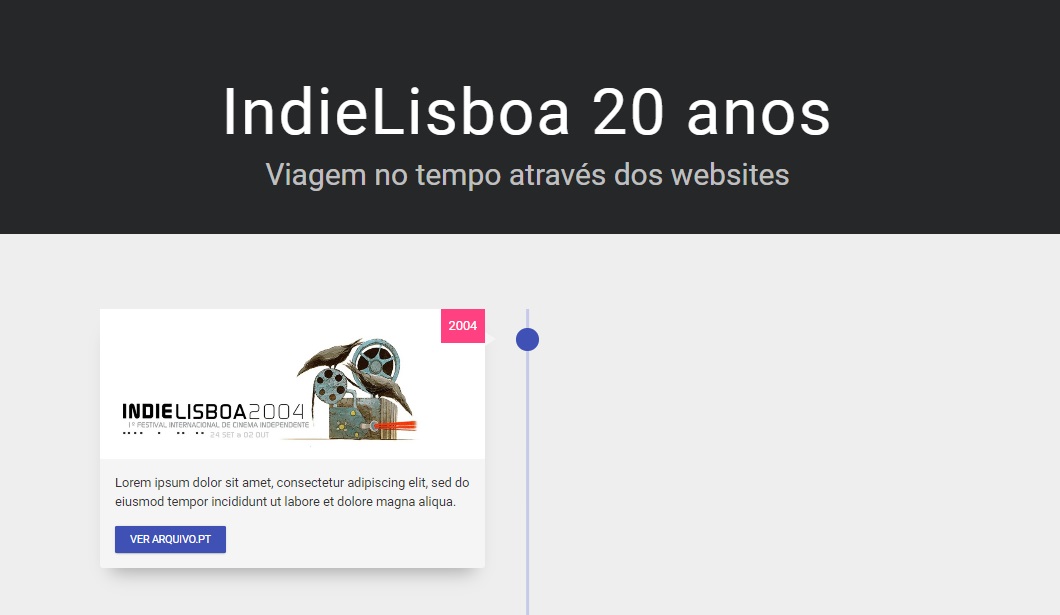 IndieLisboa 20 anos
Viagem no tempo através dos websites
2004
INDIELISBOA2004
1º FESTIVAL INTERNACIONAL DE CINEMA INDEPENDENTE
24 SET a 02 OUT
Lorem ipsum dolor sit amet, consectetur adipiscing elit, sed do
eiusmod tempor incididunt ut labore et dolore magna aliqua.
VER ARQUIVO.PT